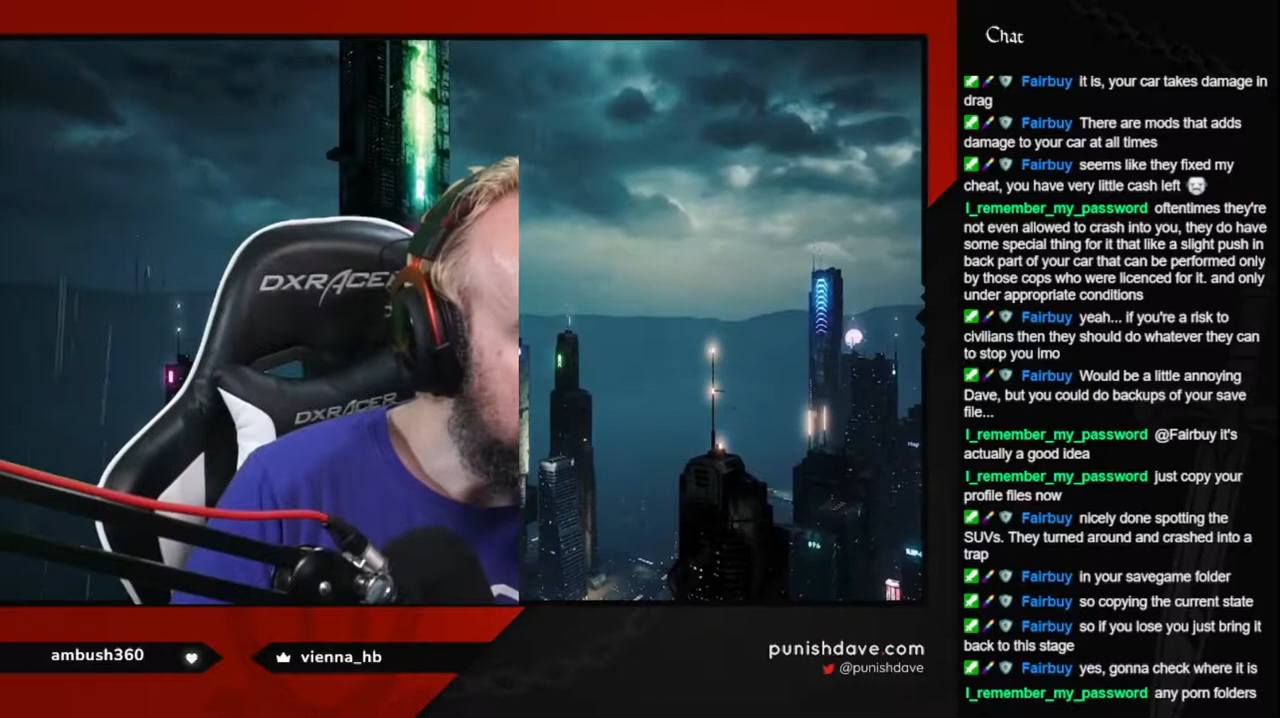 Chat
Fairbuy it is, your car takes damage in
drag
Fairbuy There are mods that adds
damage to your car at all times
Fairbuy seems like they fixed my
cheat, you have very little cash left
I_remember_my_password oftentimes they're
not even allowed to crash into you, they do have
some special thing for it that like a slight push in
back part of your car that can be performed only
by those cops who were licenced for it. and only
under appropriate conditions
Fairbuy yeah... if you're a risk to
civilians then they should do whatever they can
to stop you imo
Fairbuy Would be a little annoying
Dave, but you could do backups of your save
file...
I_remember_my_password @Fairbuy it's
actually a good idea
I_remember_my_password just copy your
profile files now
Fairbuy nicely done spotting the
SUVs. They turned around and crashed into a
trap
Fairbuy in your savegame folder
Fairbuy so copying the current state
Fairbuy so if you lose you just bring it
back to this stage
Fairbuy yes, gonna check where it is
I_remember_my_password any porn folders
DXRACER
DXRACER
ambush360
vienna_hb
punishdave.com
@punishdave